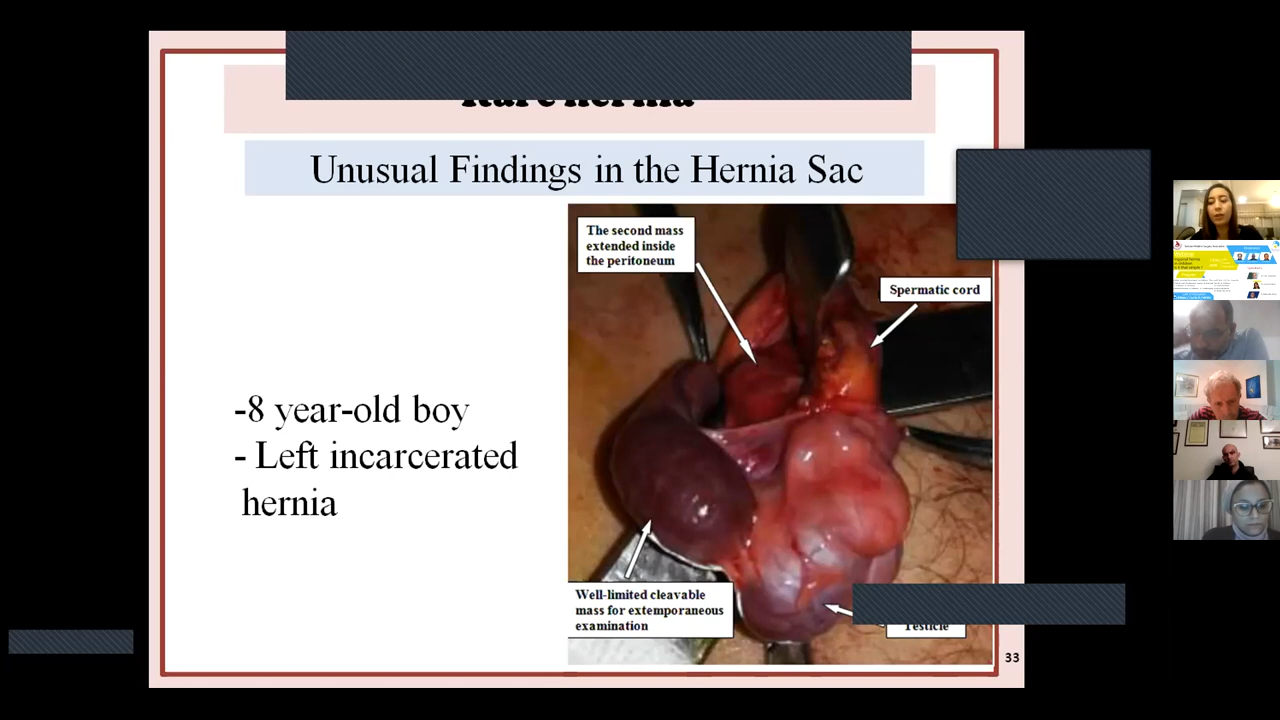 Unusual Findings in the Hernia Sac
The second mass
extended inside
the peritoneum
Spermatic cord
-8 year-old boy
- Left incarcerated
hernia
Well-limited cleavable
mass for extemporaneous
examination
Testicle
33